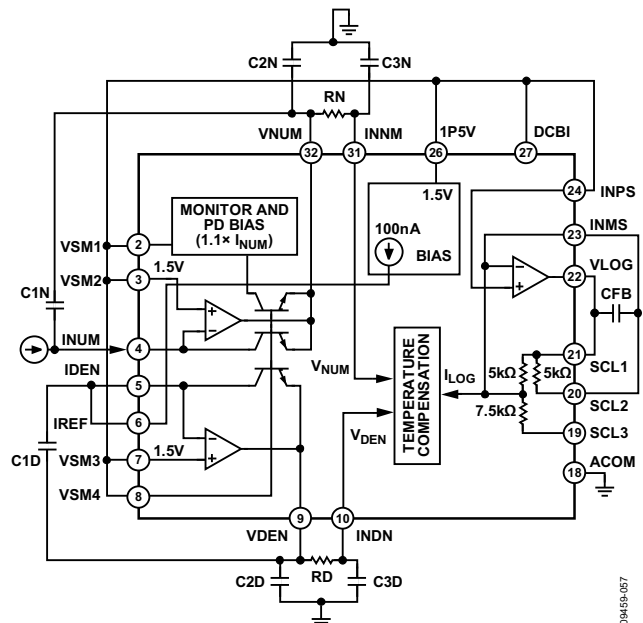 C2N
C3N
RN
VNUM
INNM
1P5V
DCBI
32
31
26
27
24
INPS
MONITOR AND
PD BIAS
(1.1× INUM)
1.5V
100nA
BIAS
23
INMS
VSM1
2
VSM2
3
1.5V
22
VLOG
CFB
C1N
INUM
4
IDEN
5
VNUM
TEMPERATURE
COMPENSATION
ILOG
5kΩ
5kΩ
21
SCL1
20
SCL2
IREF
6
VDEN
7.5kΩ
19
SCL3
C1D
VSM3
7
1.5V
18
ACOM
VSM4
8
9
10
VDEN
INDN
RD
C2D
C3D
09459-057